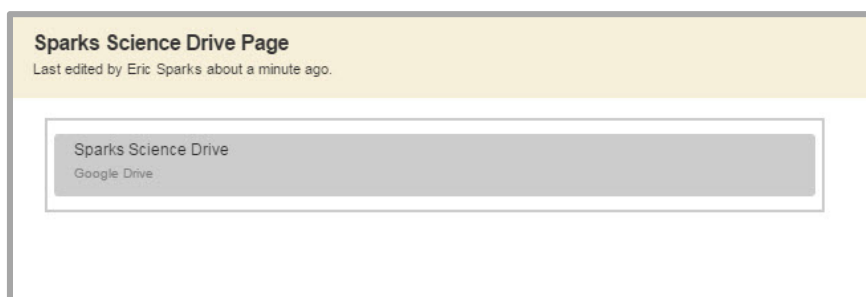 Sparks Science Drive Page
Last edited by Eric Sparks about a minute ago.
Sparks Science Drive
Google Drive